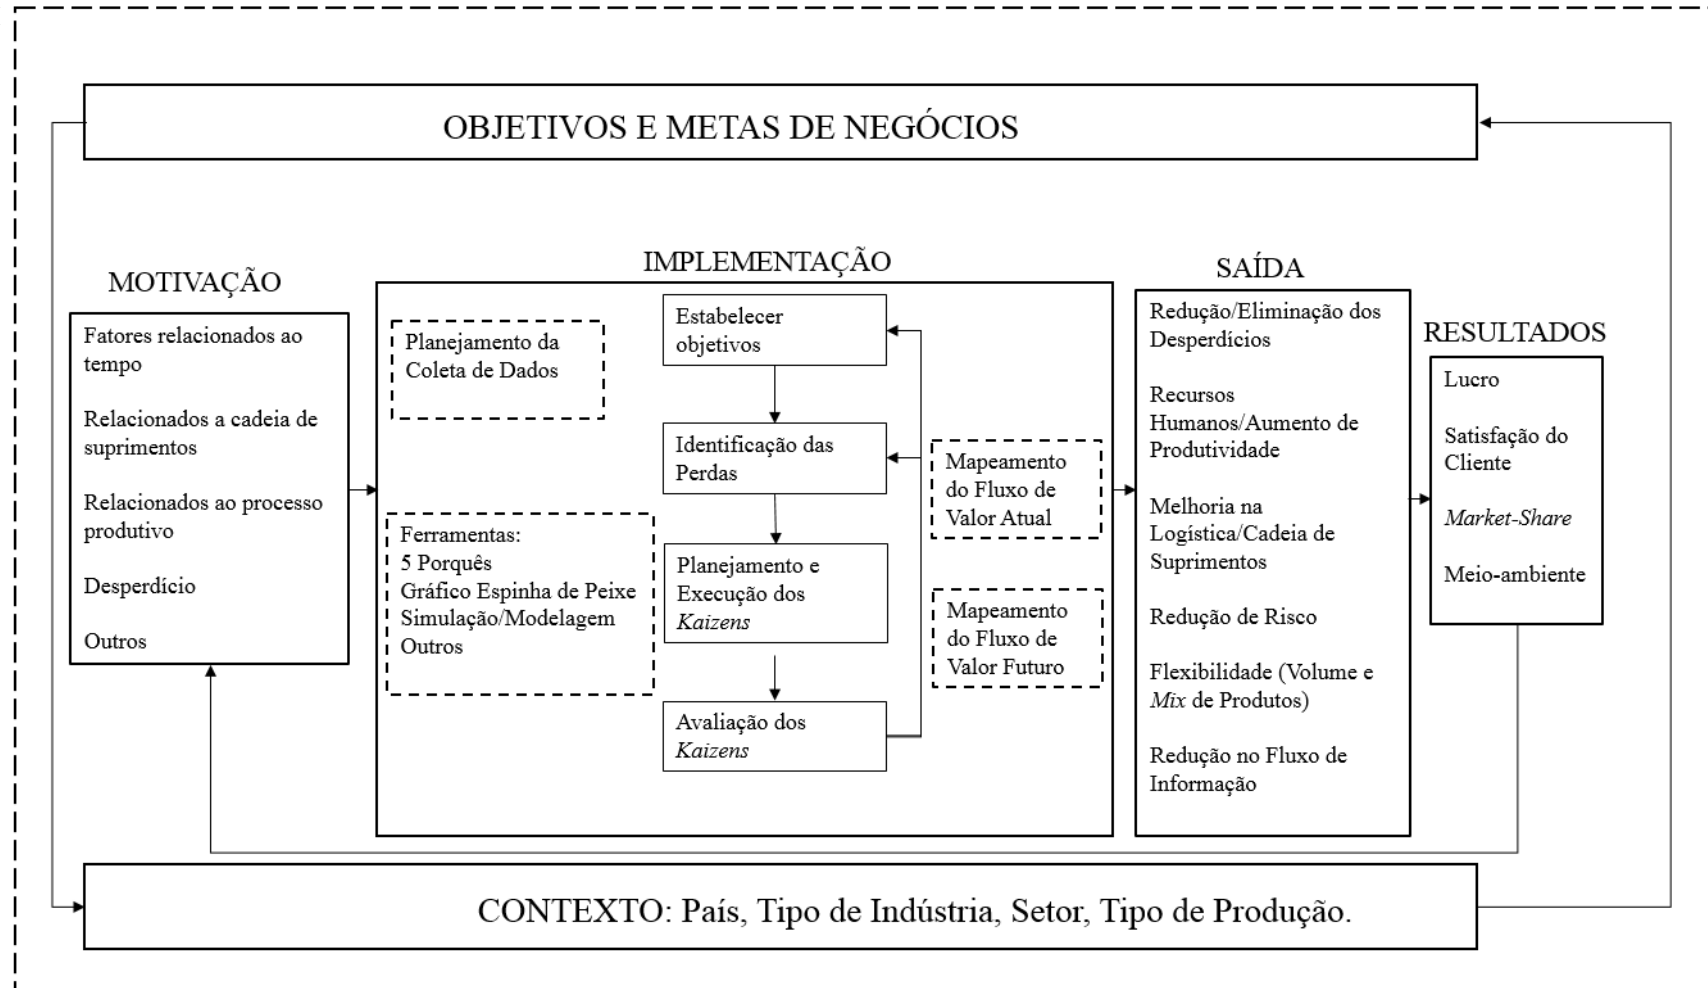 OBJETIVOS E METAS DE NEGÓCIOS
MOTIVAÇÃO
Fatores relacionados ao
tempo
Relacionados a cadeia de
suprimentos
Relacionados ao processo
produtivo
Desperdício
Outros
IMPLEMENTAÇÃO
Planejamento da
Coleta de Dados
Ferramentas:
5 Porquês
Gráfico Espinha de Peixe
Simulação/Modelagem
Outros
Estabelecer
objetivos
Identificação das
Perdas
Planejamento e
Execução dos
Kaizens
Avaliação dos
Kaizens
Mapeamento
do Fluxo de
Valor Atual
Mapeamento
do Fluxo de
Valor Futuro
SAÍDA
Redução/Eliminação dos
Desperdícios
Recursos
Humanos/Aumento de
Produtividade
Melhoria na
Logística/Cadeia de
Suprimentos
Redução de Risco
Flexibilidade (Volume e
Mix de Produtos)
Redução no Fluxo de
Informação
RESULTADOS
Lucro
Satisfação do
Cliente
Market-Share
Meio-ambiente
CONTEXTO: País, Tipo de Indústria, Setor, Tipo de Produção.